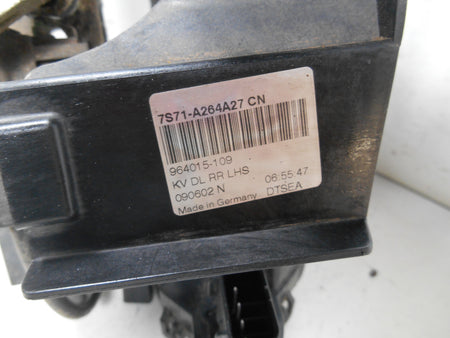 7S71-A264A27 CN
964015-109
KV DL RR LHS
090602 N 06:55:47
Made in Germany DTSEA